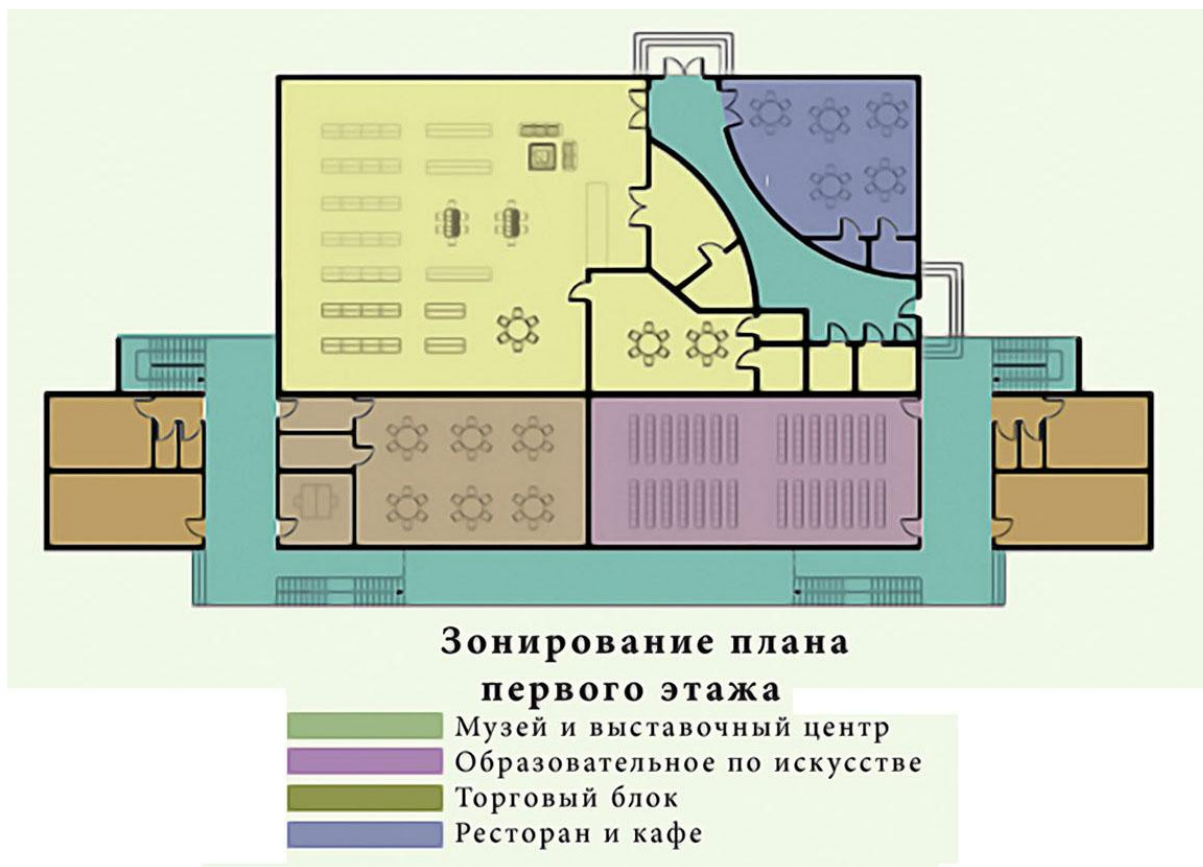 Зонирование плана
первого этажа
Музей и выставочный центр
Образовательное по искусстве
Торговый блок
Ресторан и кафе